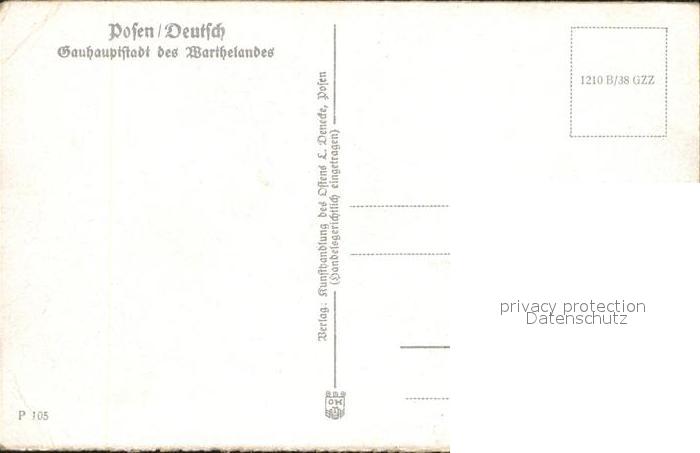 Posen/Deutsch
Gauhauptstadt des Warthelandes
Verlag: Kunsthandlung des Ostens L. Denecke, Posen
(Handelsgerichtlich eingetragen)
1210 B/38 GZZ
privacy protection
Datenschutz
P 105